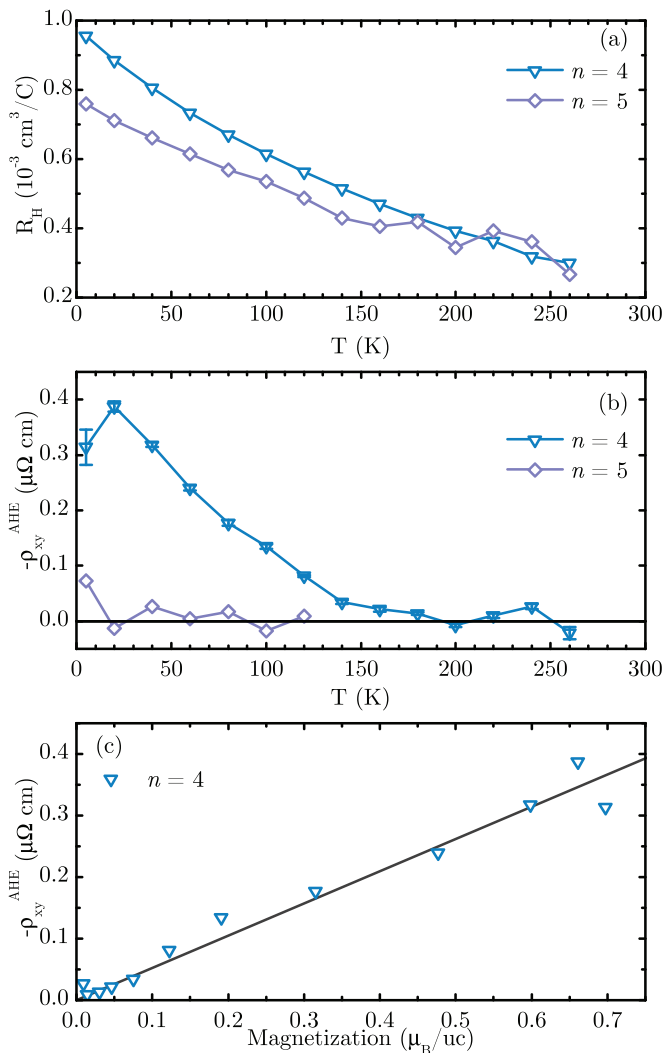 (a)
R_H (10^-3 cm^3/C)
1.0
0.8
0.6
0.4
0.2
n = 4
n = 5
0 50 100 150 200 250 300
T (K)
(b)
-ρ_xy^AHE (μΩ cm)
0.4
0.3
0.2
0.1
0.0
n = 4
n = 5
0 50 100 150 200 250 300
T (K)
(c)
-ρ_xy^AHE (μΩ cm)
0.4
0.3
0.2
0.1
0.0
n = 4
0.0 0.1 0.2 0.3 0.4 0.5 0.6 0.7
Magnetization (μ_B/uc)